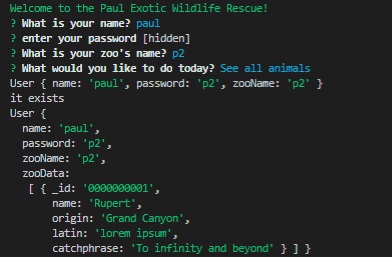 Welcome to the Paul Exotic Wildlife Rescue!
? What is your name? paul
? enter your password [hidden]
? What is your zoo's name? p2
? What would you like to do today? See all animals
User { name: 'paul', password: 'p2', zooName: 'p2' }
it exists
User {
  name: 'paul',
  password: 'p2',
  zooName: 'p2',
  zooData:
   [ { _id: '0000000001',
       name: 'Rupert',
       origin: 'Grand Canyon',
       latin: 'lorem ipsum',
       catchphrase: 'To infinity and beyond' } ] }